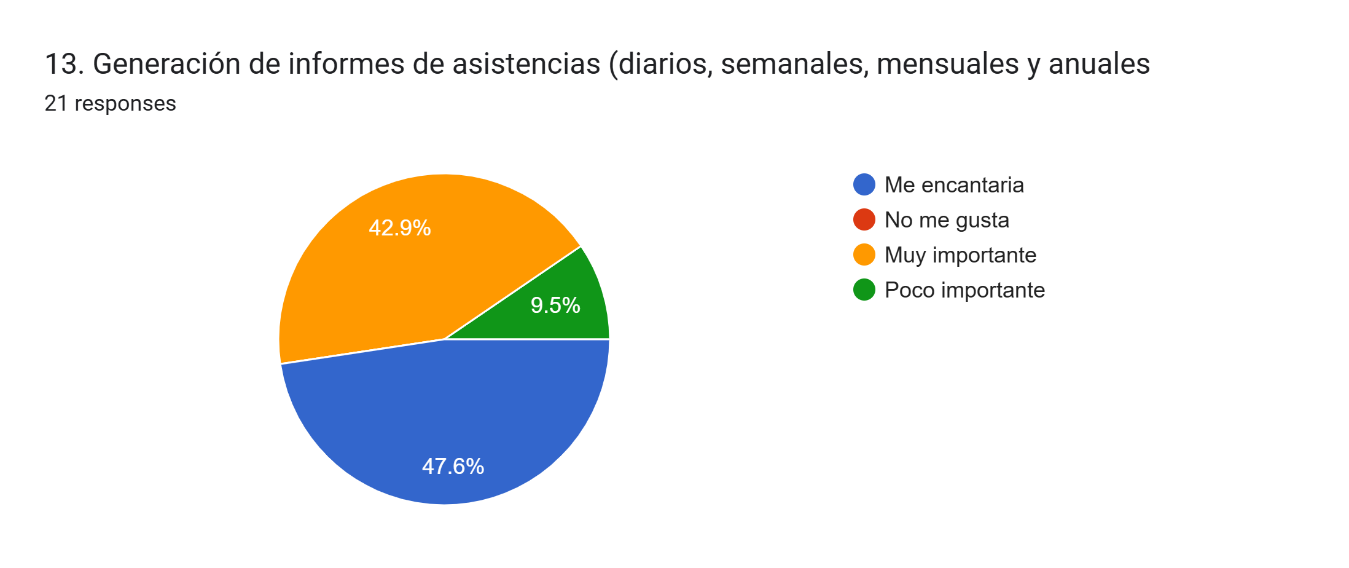 13. Generación de informes de asistencias (diarios, semanales, mensuales y anuales
21 responses
42.9%
9.5%
47.6%
Me encantaria
No me gusta
Muy importante
Poco importante